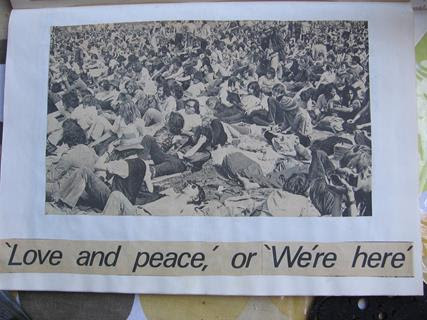 'Love and peace,' or 'We're here'